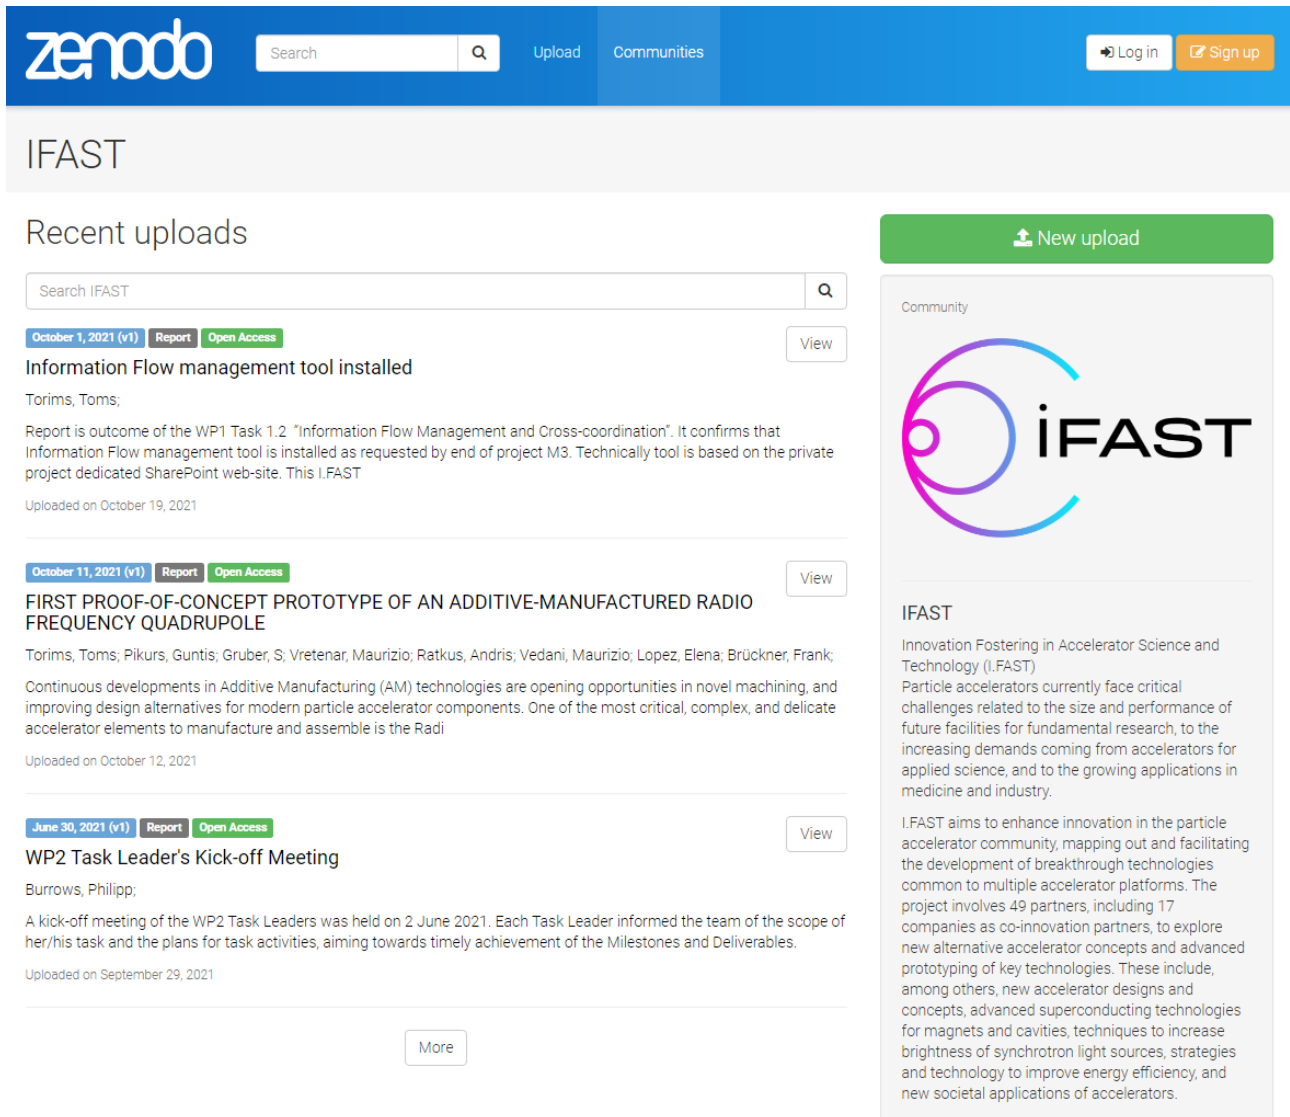 zenodo
Search
Upload
Communities
Log in
Sign up
IFAST
Recent uploads
New upload
Search IFAST
October 1, 2021 (v1) Report Open Access
View
Information Flow management tool installed
Torims, Toms;
Report is outcome of the WP1 Task 1.2 "Information Flow Management and Cross-coordination". It confirms that
Information Flow management tool is installed as requested by end of project M3. Technically tool is based on the private
project dedicated SharePoint web-site. This I.FAST
Uploaded on October 19, 2021
October 11, 2021 (v1) Report Open Access
View
FIRST PROOF-OF-CONCEPT PROTOTYPE OF AN ADDITIVE-MANUFACTURED RADIO
FREQUENCY QUADRUPOLE
Torims, Toms; Pikurs, Guntis; Gruber, S; Vretenar, Maurizio; Ratkus, Andris; Vedani, Maurizio; Lopez, Elena; Brückner, Frank;
Continuous developments in Additive Manufacturing (AM) technologies are opening opportunities in novel machining, and
improving design alternatives for modern particle accelerator components. One of the most critical, complex, and delicate
accelerator elements to manufacture and assemble is the Radi
Uploaded on October 12, 2021
June 30, 2021 (v1) Report Open Access
View
WP2 Task Leader's Kick-off Meeting
Burrows, Philipp;
A kick-off meeting of the WP2 Task Leaders was held on 2 June 2021. Each Task Leader informed the team of the scope of
her/his task and the plans for task activities, aiming towards timely achievement of the Milestones and Deliverables.
Uploaded on September 29, 2021
More
Community
iFAST
IFAST
Innovation Fostering in Accelerator Science and
Technology (I.FAST)
Particle accelerators currently face critical
challenges related to the size and performance of
future facilities for fundamental research, to the
increasing demands coming from accelerators for
applied science, and to the growing applications in
medicine and industry.
I.FAST aims to enhance innovation in the particle
accelerator community, mapping out and facilitating
the development of breakthrough technologies
common to multiple accelerator platforms. The
project involves 49 partners, including 17
companies as co-innovation partners, to explore
new alternative accelerator concepts and advanced
prototyping of key technologies. These include,
among others, new accelerator designs and
concepts, advanced superconducting technologies
for magnets and cavities, techniques to increase
brightness of synchrotron light sources, strategies
and technology to improve energy efficiency, and
new societal applications of accelerators.